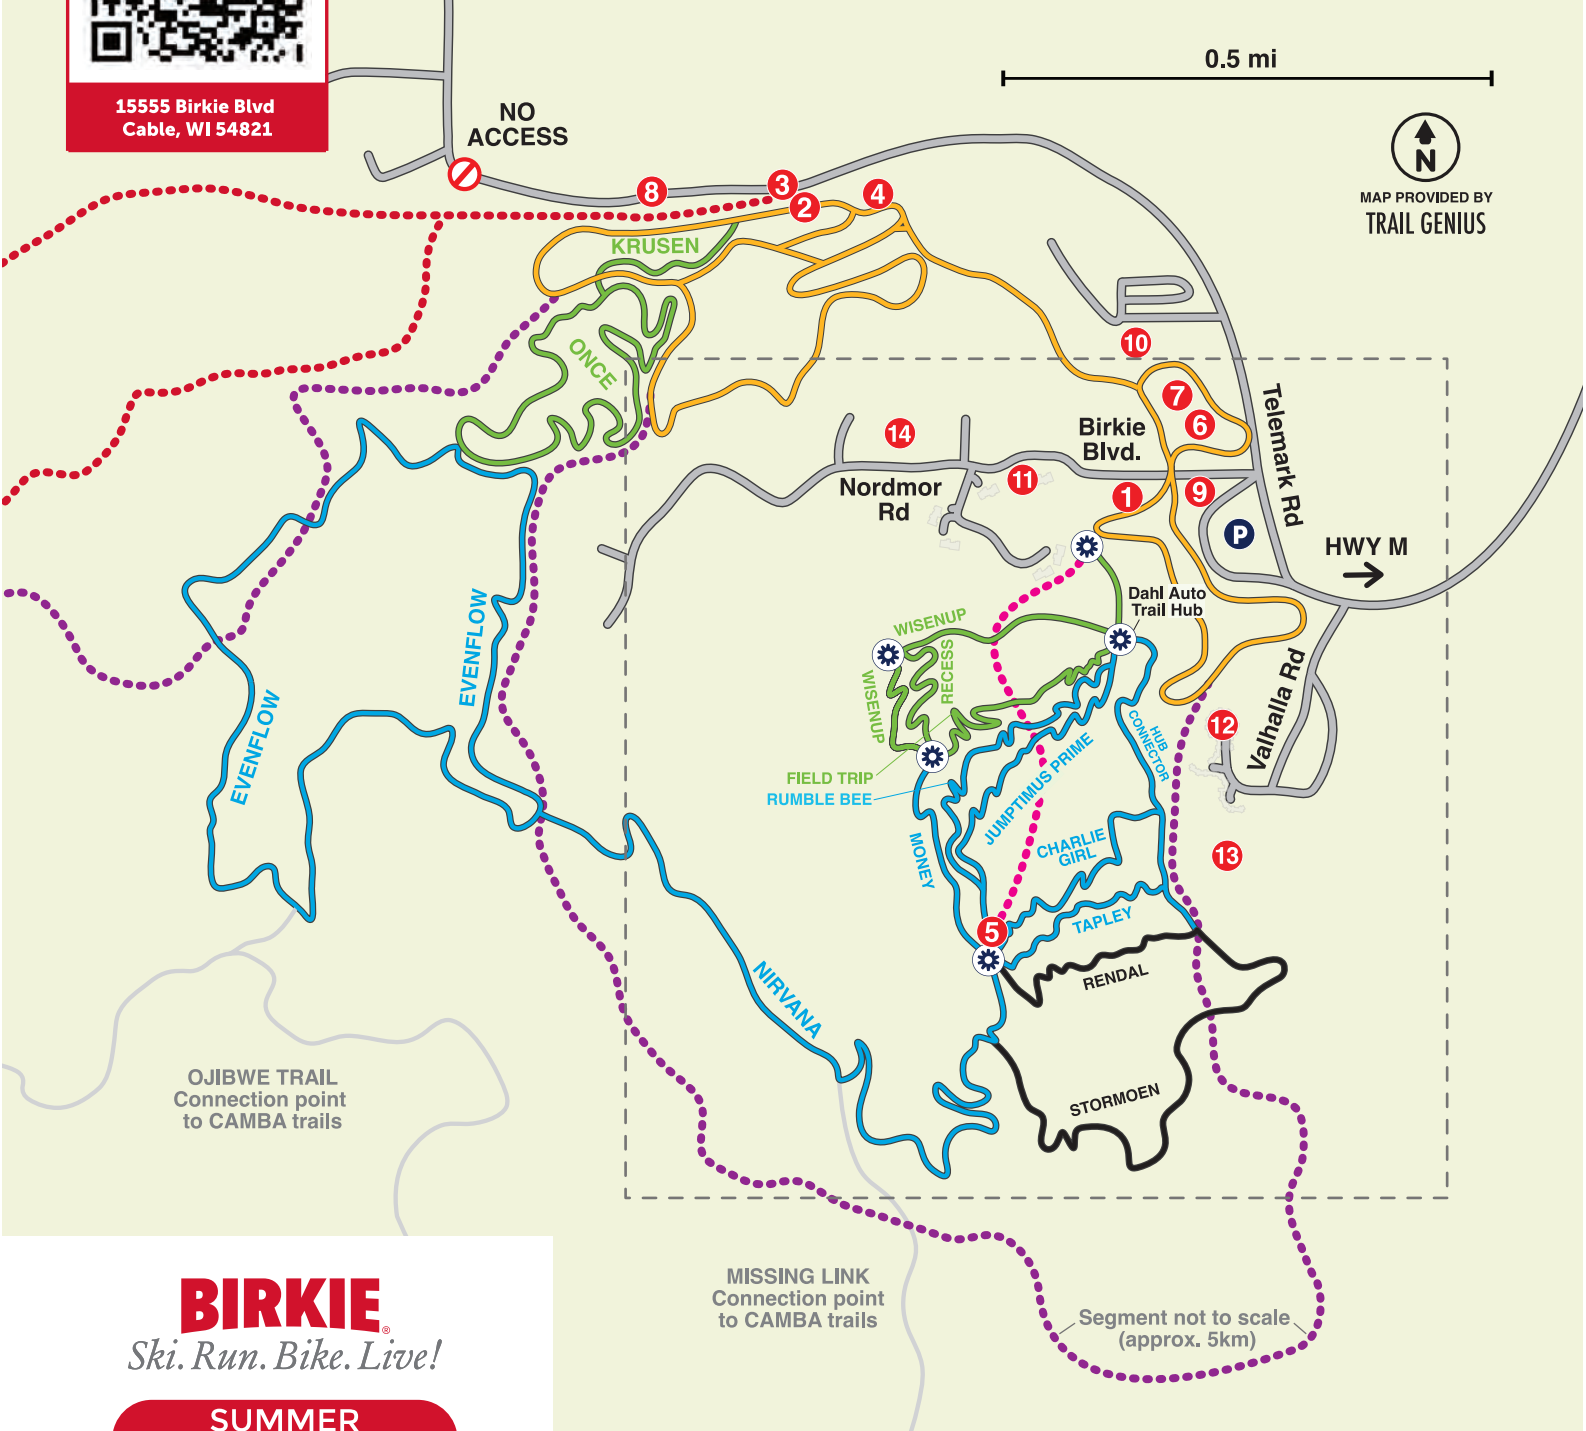 15555 Birkie Blvd
Cable, WI 54821
NO
ACCESS
0.5 mi
N
MAP PROVIDED BY
TRAIL GENIUS
8
3
2
4
KRUSEN
ONCE
10
7
6
Birkie
Blvd.
Telemark Rd
14
Nordmor
Rd
11
1
9
P
HWY M
Dahl Auto
Trail Hub
WISENUP
RECESS
WISENUP
EVENFLOW
EVENFLOW
FIELD TRIP
RUMBLE BEE
JUMPTIMUS PRIME
HUB
CONNECTOR
12
Valhalla Rd
MONEY
CHARLIE
GIRL
13
TAPLEY
5
RENDAL
NIRVANA
STORMOEN
OJIBWE TRAIL
Connection point
to CAMBA trails
MISSING LINK
Connection point
to CAMBA trails
Segment not to scale
(approx. 5km)
BIRKIE®
Ski. Run. Bike. Live!
SUMMER